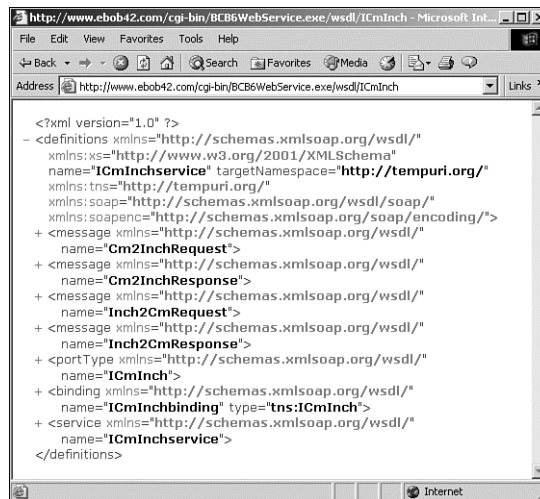 http://www.ebob42.com/cgi-bin/BCB6WebService.exe/wsdl/ICmInch - Microsoft Int...
File Edit View Favorites Tools Help
Back Search Favorites Media
Address http://www.ebob42.com/cgi-bin/BCB6WebService.exe/wsdl/ICmInch Links »
<?xml version="1.0" ?>
- <definitions xmlns="http://schemas.xmlsoap.org/wsdl/"
xmlns:xs="http://www.w3.org/2001/XMLSchema"
name="ICmInchservice" targetNamespace="http://tempuri.org/"
xmlns:tns="http://tempuri.org/"
xmlns:soap="http://schemas.xmlsoap.org/wsdl/soap/"
xmlns:soapenc="http://schemas.xmlsoap.org/soap/encoding/">
+ <message xmlns="http://schemas.xmlsoap.org/wsdl/"
name="Cm2InchRequest">
+ <message xmlns="http://schemas.xmlsoap.org/wsdl/"
name="Cm2InchResponse">
+ <message xmlns="http://schemas.xmlsoap.org/wsdl/"
name="Inch2CmRequest">
+ <message xmlns="http://schemas.xmlsoap.org/wsdl/"
name="Inch2CmResponse">
+ <portType xmlns="http://schemas.xmlsoap.org/wsdl/"
name="ICmInch">
+ <binding xmlns="http://schemas.xmlsoap.org/wsdl/"
name="ICmInchbinding" type="tns:ICmInch">
+ <service xmlns="http://schemas.xmlsoap.org/wsdl/"
name="ICmInchservice">
</definitions>
Internet